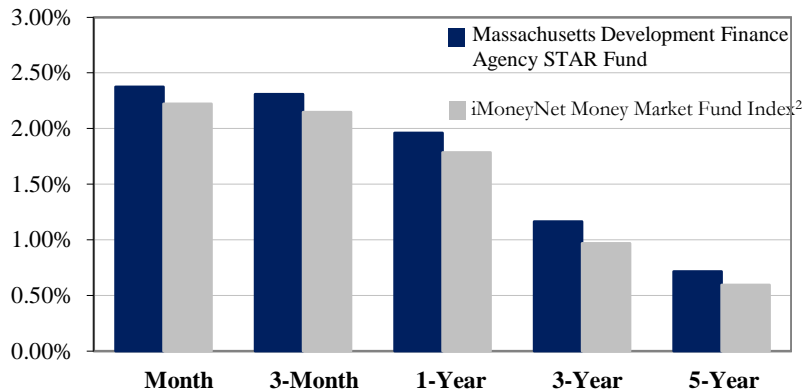 3.00%
2.50%
2.00%
1.50%
1.00%
0.50%
0.00%
Massachusetts Development Finance
Agency STAR Fund
iMoneyNet Money Market Fund Index²
Month 3-Month 1-Year 3-Year 5-Year